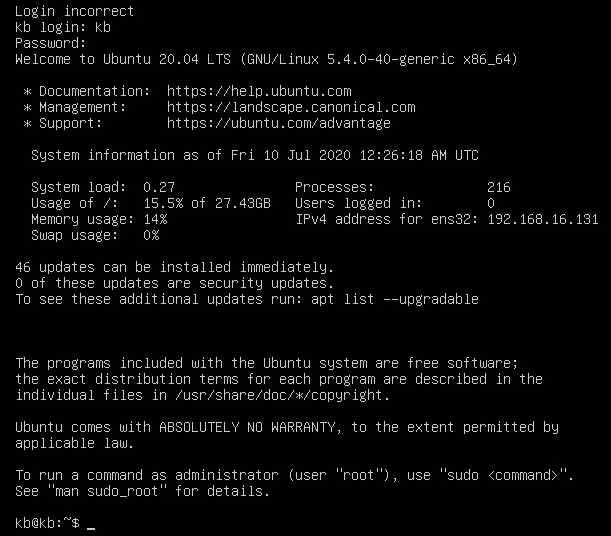 Login incorrect
kb login: kb
Password:
Welcome to Ubuntu 20.04 LTS (GNU/Linux 5.4.0-40-generic x86_64)
* Documentation: https://help.ubuntu.com
* Management: https://landscape.canonical.com
* Support: https://ubuntu.com/advantage
System information as of Fri 10 Jul 2020 12:26:18 AM UTC
System load: 0.27 Processes: 216
Usage of /: 15.5% of 27.43GB Users logged in: 0
Memory usage: 14% IPv4 address for ens32: 192.168.16.131
Swap usage: 0%
46 updates can be installed immediately.
0 of these updates are security updates.
To see these additional updates run: apt list --upgradable
The programs included with the Ubuntu system are free software;
the exact distribution terms for each program are described in the
individual files in /usr/share/doc/*/copyright.
Ubuntu comes with ABSOLUTELY NO WARRANTY, to the extent permitted by
applicable law.
To run a command as administrator (user "root"), use "sudo <command>".
See "man sudo_root" for details.
kb@kb:~$ _